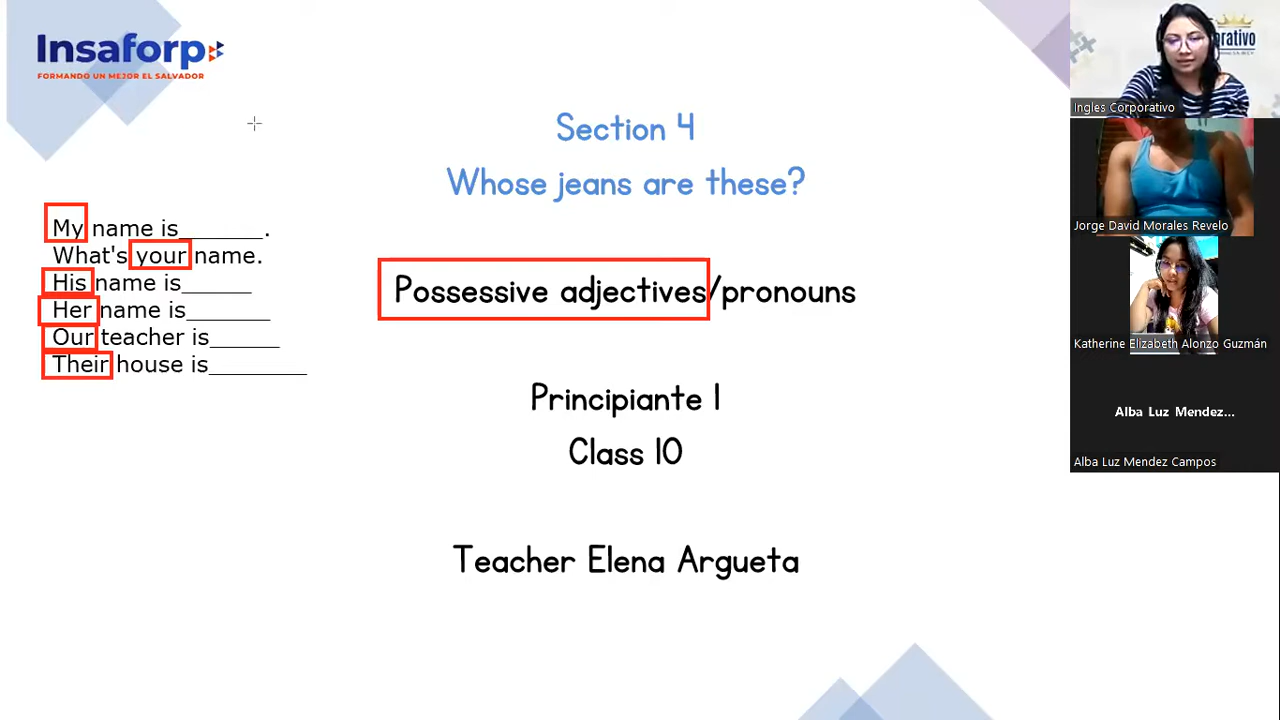 Insaforp
FORMANDO UN MEJOR EL SALVADOR
Section 4
Whose jeans are these?
My name is_______.
What's your name.
His name is______
Her name is_______
Our teacher is______
Their house is________
Possessive adjectives/pronouns
Principiante 1
Class 10
Teacher Elena Argueta
Ingles Corporativo
Jorge David Morales Revelo
Katherine Elizabeth Alonzo Guzmán
Alba Luz Mendez...
Alba Luz Mendez Campos